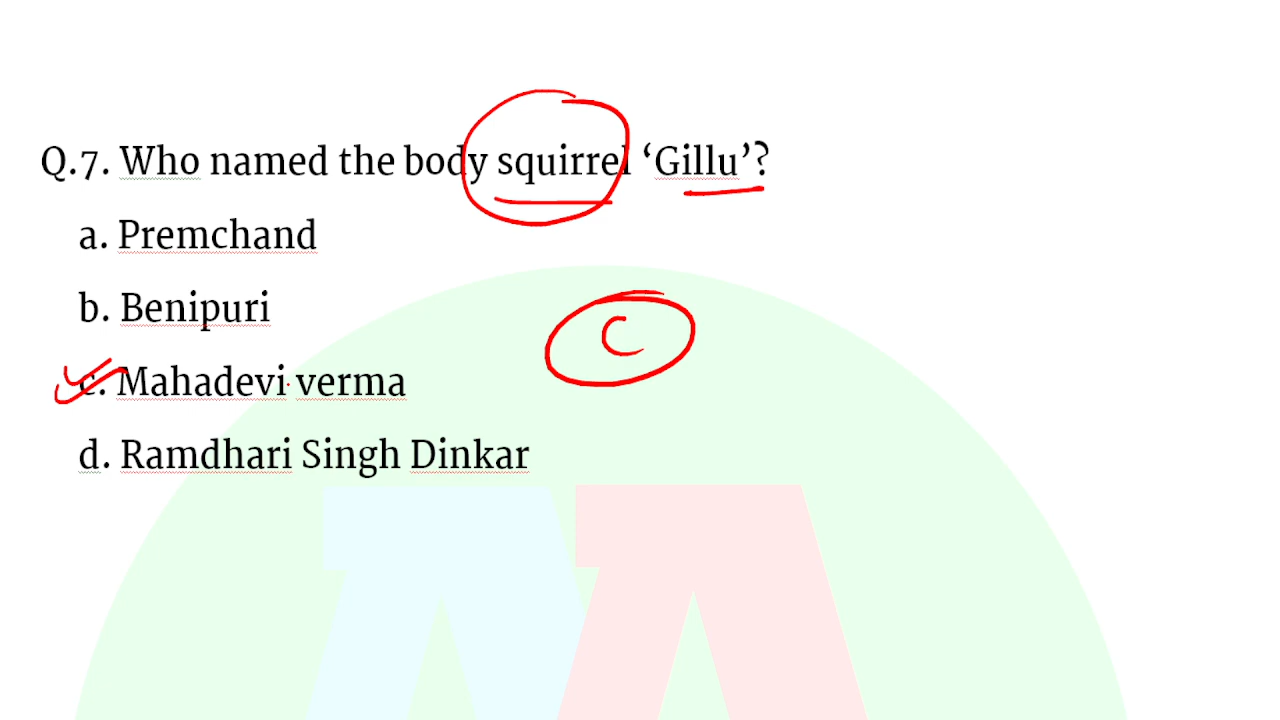 Q.7. Who named the body squirrel ‘Gillu’?
a. Premchand
b. Benipuri
C
c. Mahadevi verma
d. Ramdhari Singh Dinkar